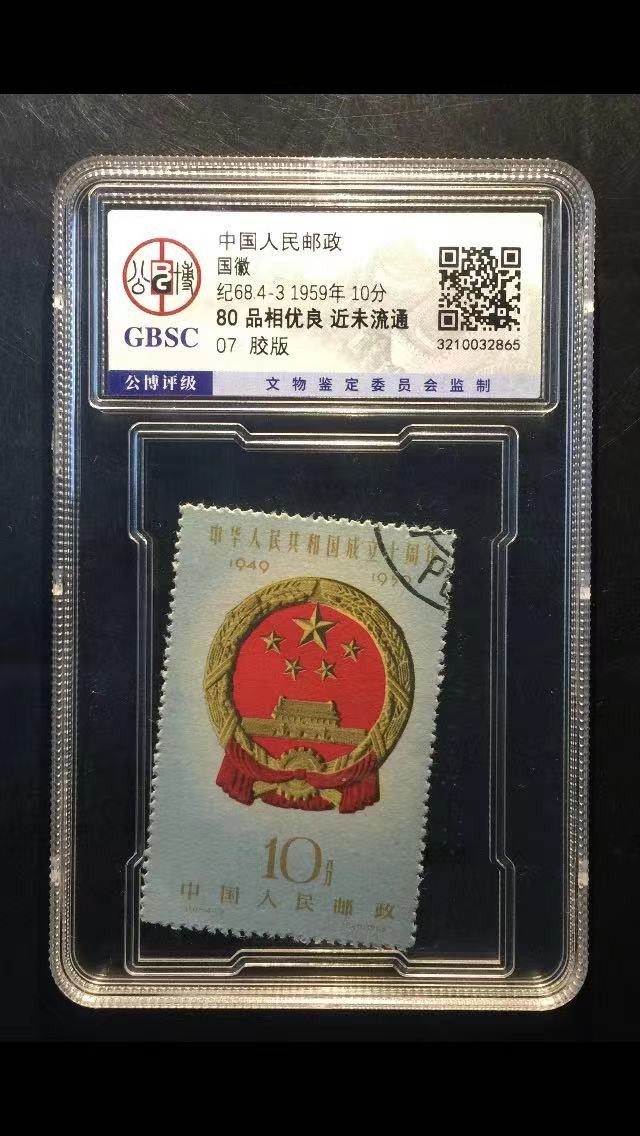 公博
BG
GBSC
中国人民邮政
国徽
纪68.4-3 1959年 10分
80 品相优良 近未流通
07 胶版
3210032865
公博评级
文物鉴定委员会监制
中华人民共和国成立十周年
1949
10分
中国人民邮政